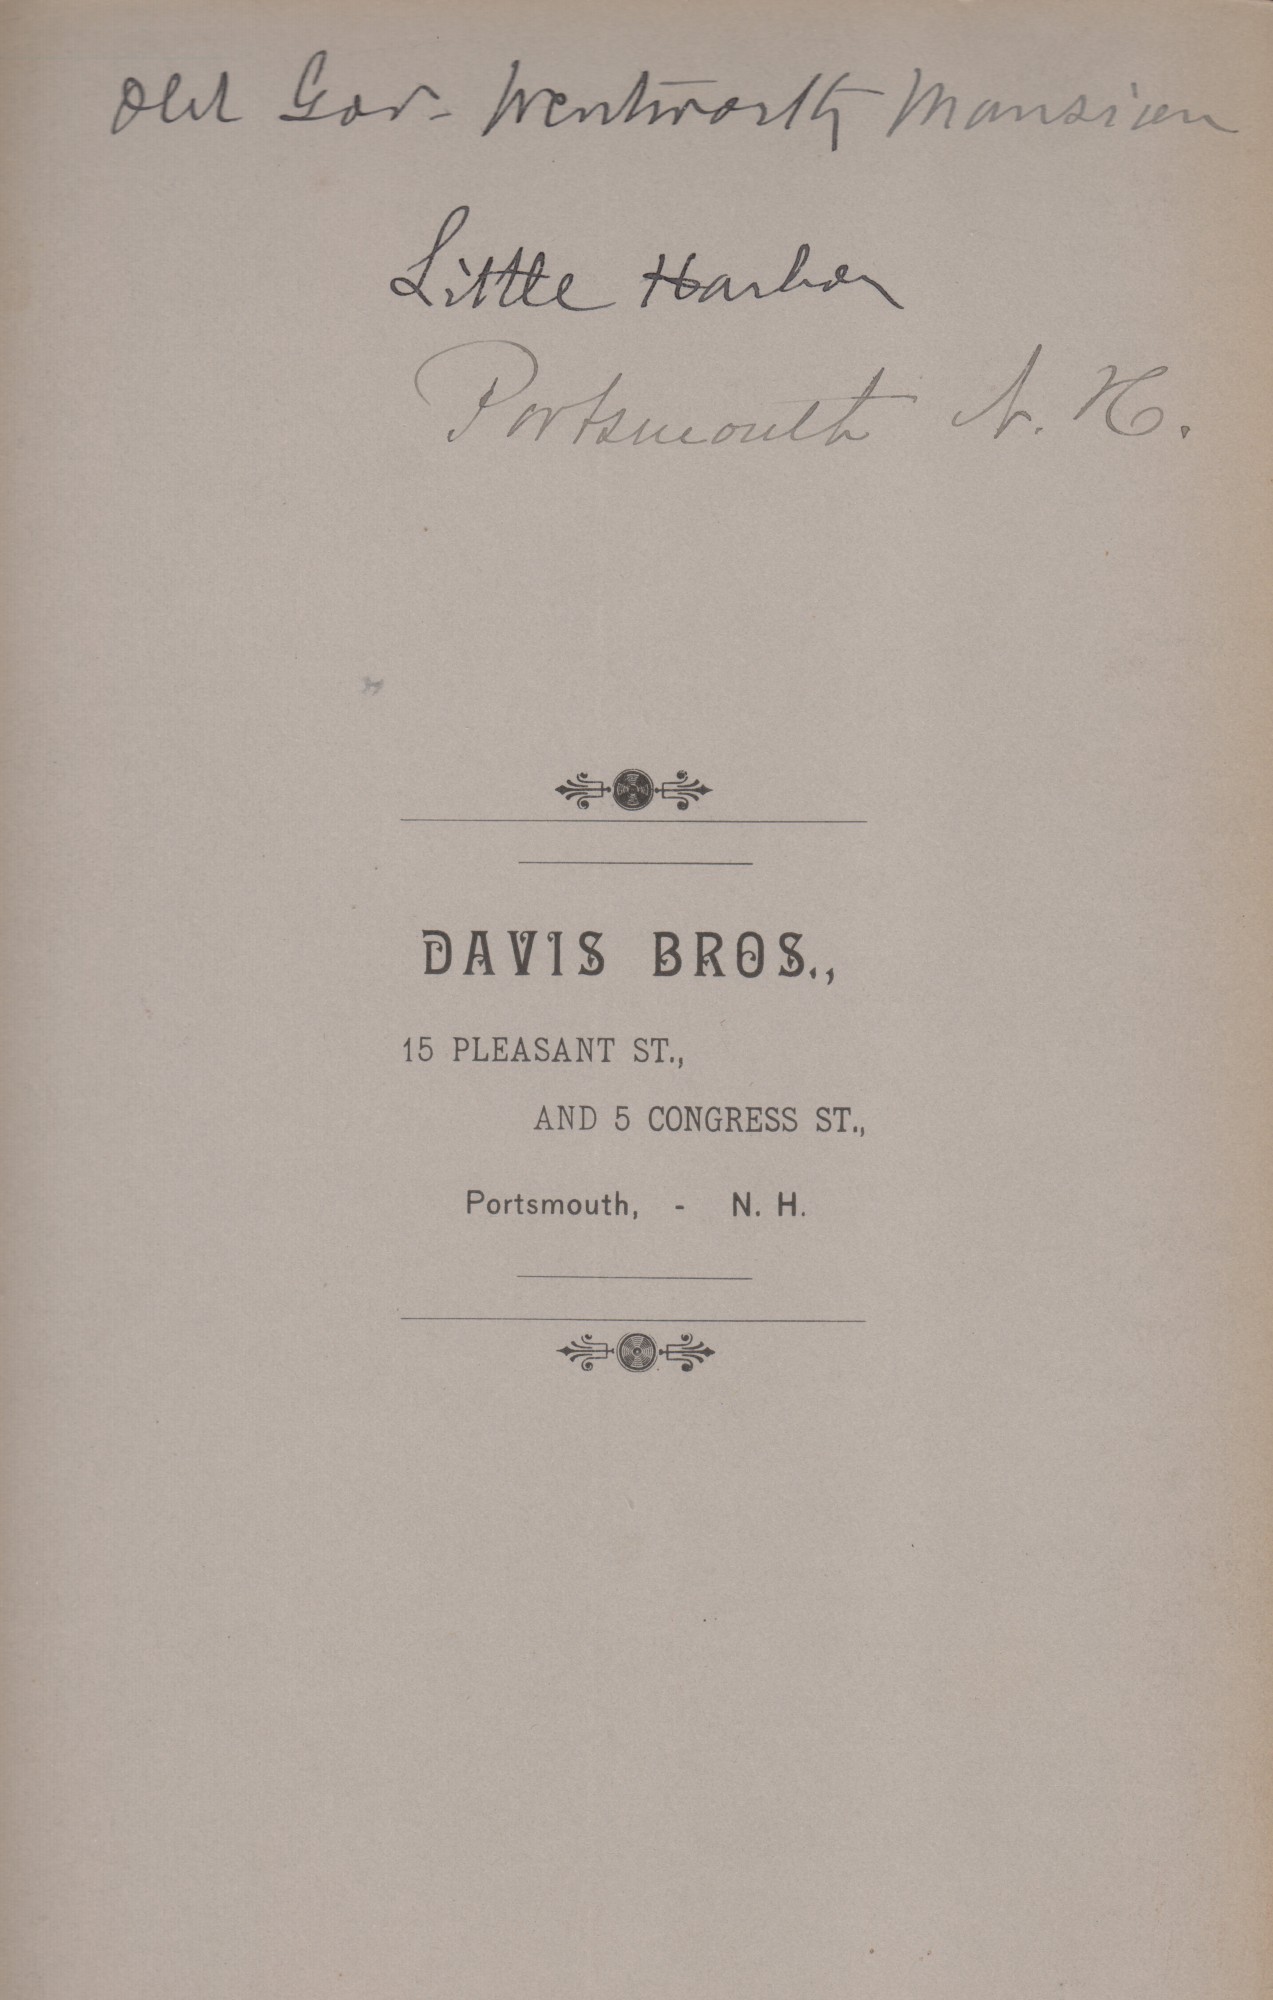 Old Gov- Wentworth Mansion
Little Harbor
Portsmouth N. H.
DAVIS BROS.,
15 PLEASANT ST.,
AND 5 CONGRESS ST.,
Portsmouth, - N. H.